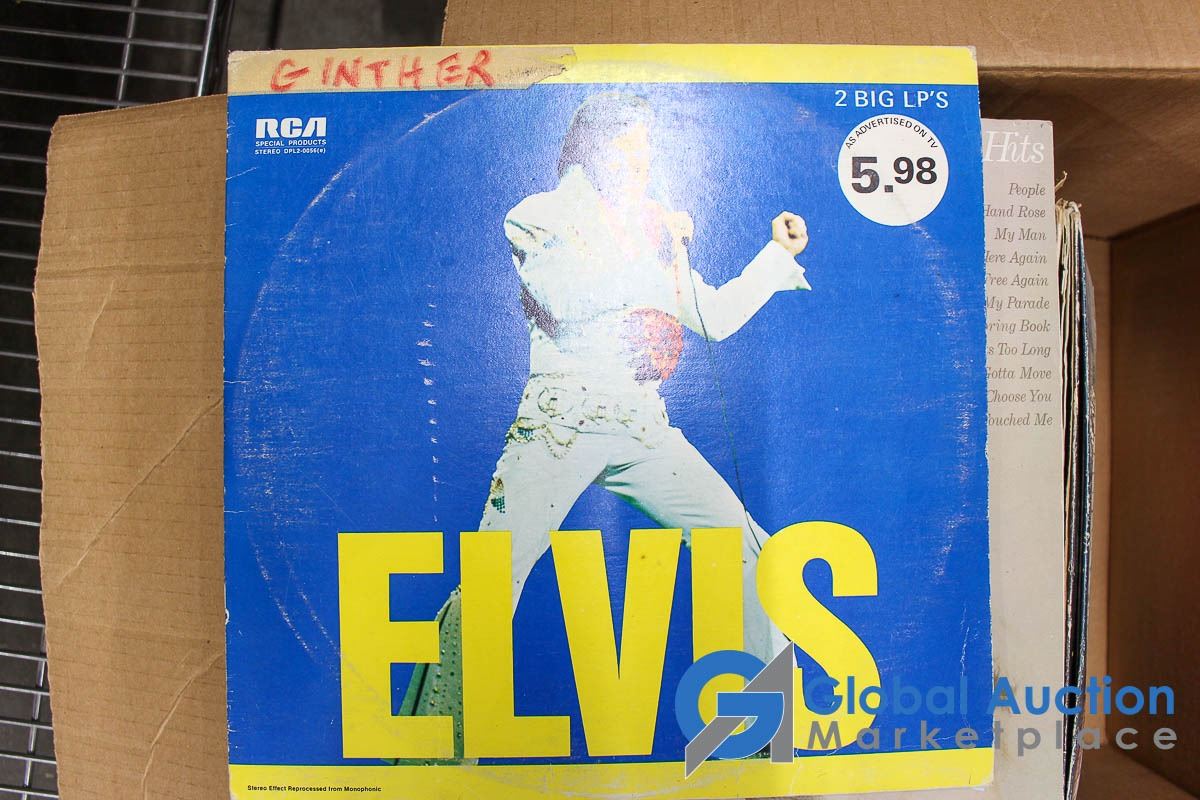 GINTHER
RCA
SPECIAL PRODUCTS
STEREO DPL2-0056(e)
2 BIG LP'S
AS ADVERTISED ON TV
5.98
ELVIS
Stereo Effect Reprocessed from Monophonic
Hits
People
Hand Rose
My Man
Here Again
Free Again
My Parade
oring Book
s Too Long
Gotta Move
Choose You
ouched Me
Global Auction
Marketplace